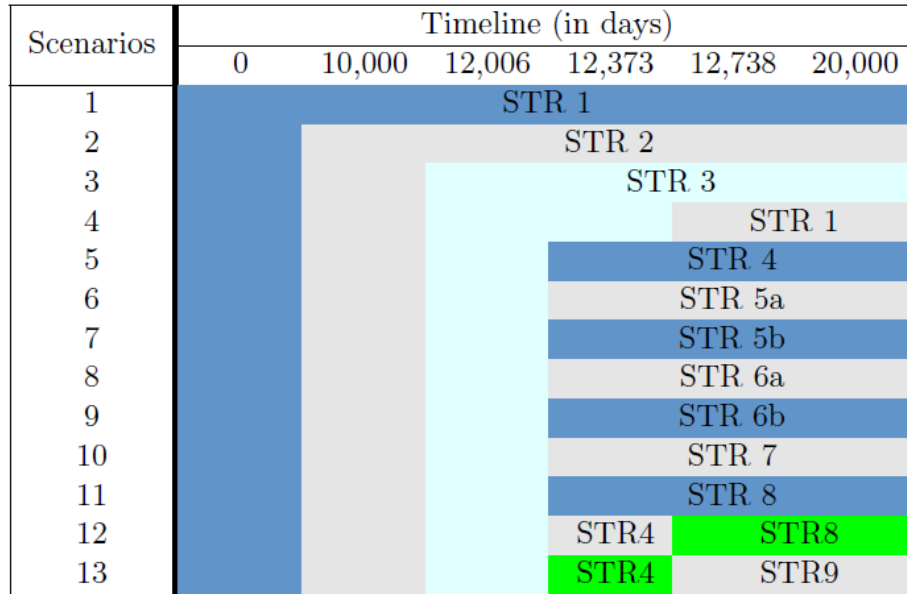 Scenarios
Timeline (in days)
0 10,000 12,006 12,373 12,738 20,000
1 STR 1
2 STR 2
3 STR 3
4 STR 1
5 STR 4
6 STR 5a
7 STR 5b
8 STR 6a
9 STR 6b
10 STR 7
11 STR 8
12 STR4 STR8
13 STR4 STR9